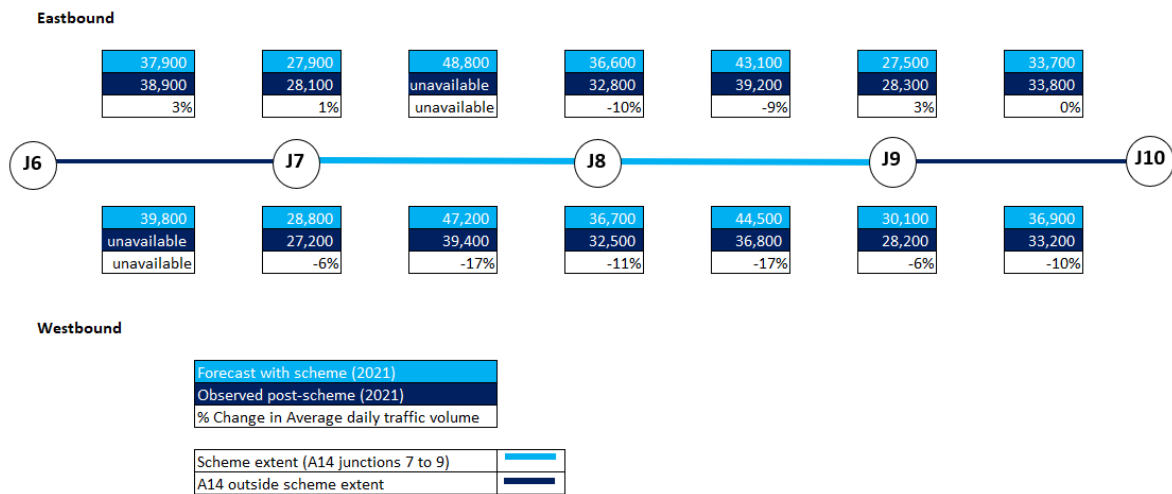 Eastbound
37,900 27,900 48,800 36,600 43,100 27,500 33,700
38,900 28,100 unavailable 32,800 39,200 28,300 33,800
3% 1% unavailable -10% -9% 3% 0%
J6 J7 J8 J9 J10
39,800 28,800 47,200 36,700 44,500 30,100 36,900
unavailable 27,200 39,400 32,500 36,800 28,200 33,200
unavailable -6% -17% -11% -17% -6% -10%
Westbound
Forecast with scheme (2021)
Observed post-scheme (2021)
% Change in Average daily traffic volume
Scheme extent (A14 junctions 7 to 9)
A14 outside scheme extent